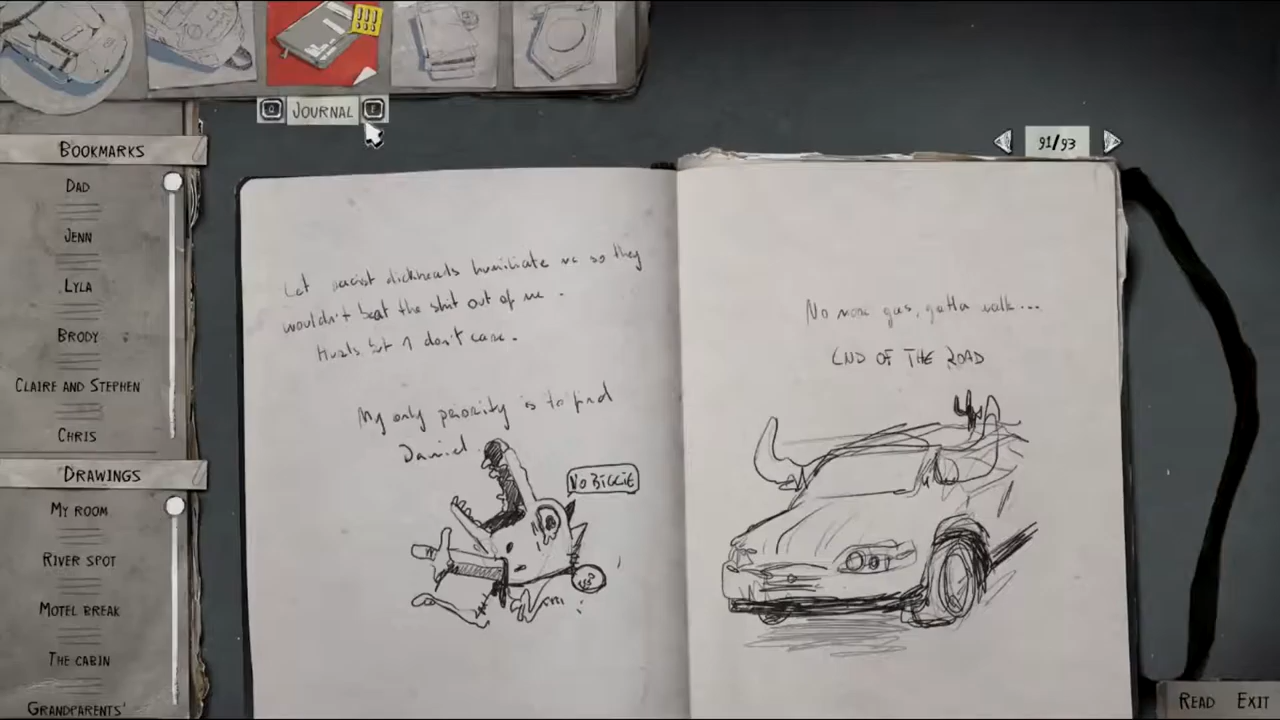 JOURNAL
Q
E
91/93
BOOKMARKS
DAD
JENN
LYLA
BRODY
CLAIRE AND STEPHEN
CHRIS
DRAWINGS
MY ROOM
RIVER SPOT
MOTEL BREAK
THE CABIN
GRANDPARENTS'
Let racist dickheads humiliate me so they
wouldn't beat the shit out of me.
Hurts but I don't care.
My only priority is to find
Daniel.
NO BIGGIE
No more gas, gotta walk...
END OF THE ROAD
READ
EXIT